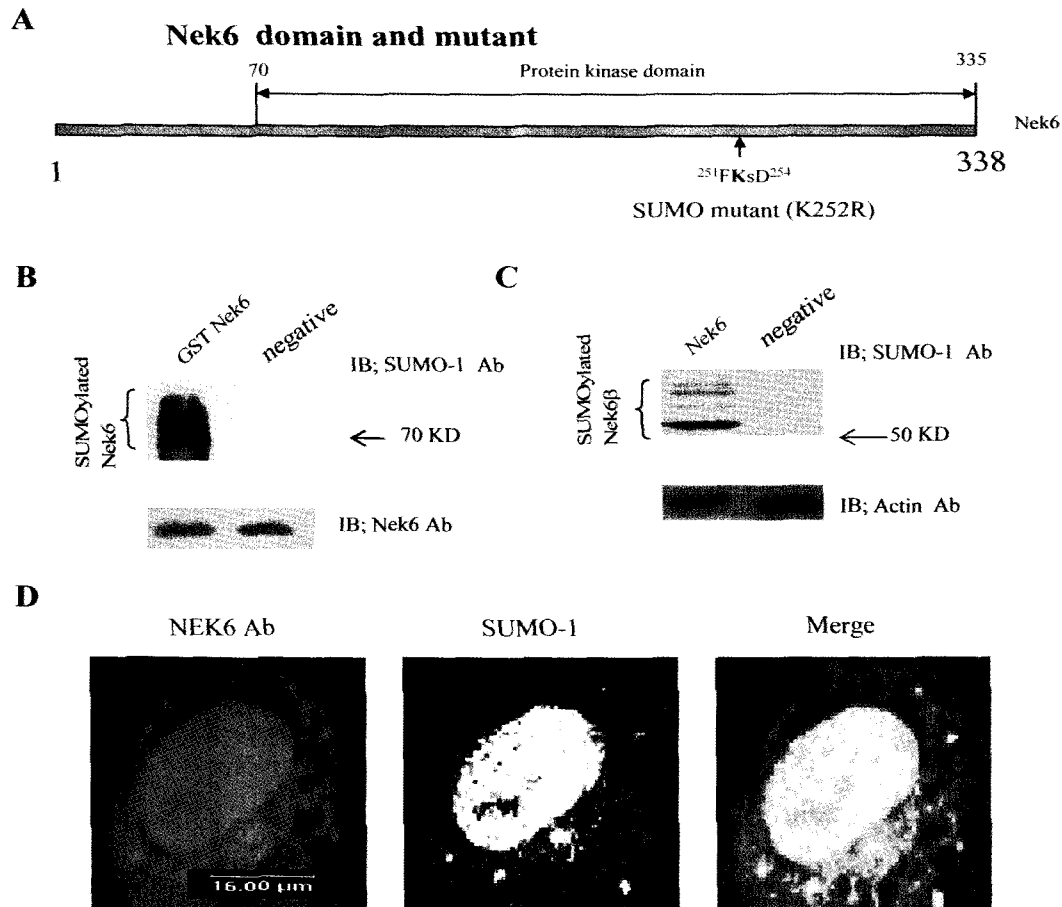 A
Nek6 domain and mutant
70
Protein kinase domain
335
Nek6
1
338
251FKsD254
SUMO mutant (K252R)
B
GST Nek6
negative
IB; SUMO-1 Ab
SUMOylated
Nek6
70 KD
IB; Nek6 Ab
C
Nek6
negative
IB; SUMO-1 Ab
SUMOylated
Nek6β
50 KD
IB; Actin Ab
D
NEK6 Ab
SUMO-1
Merge
16.00 µm